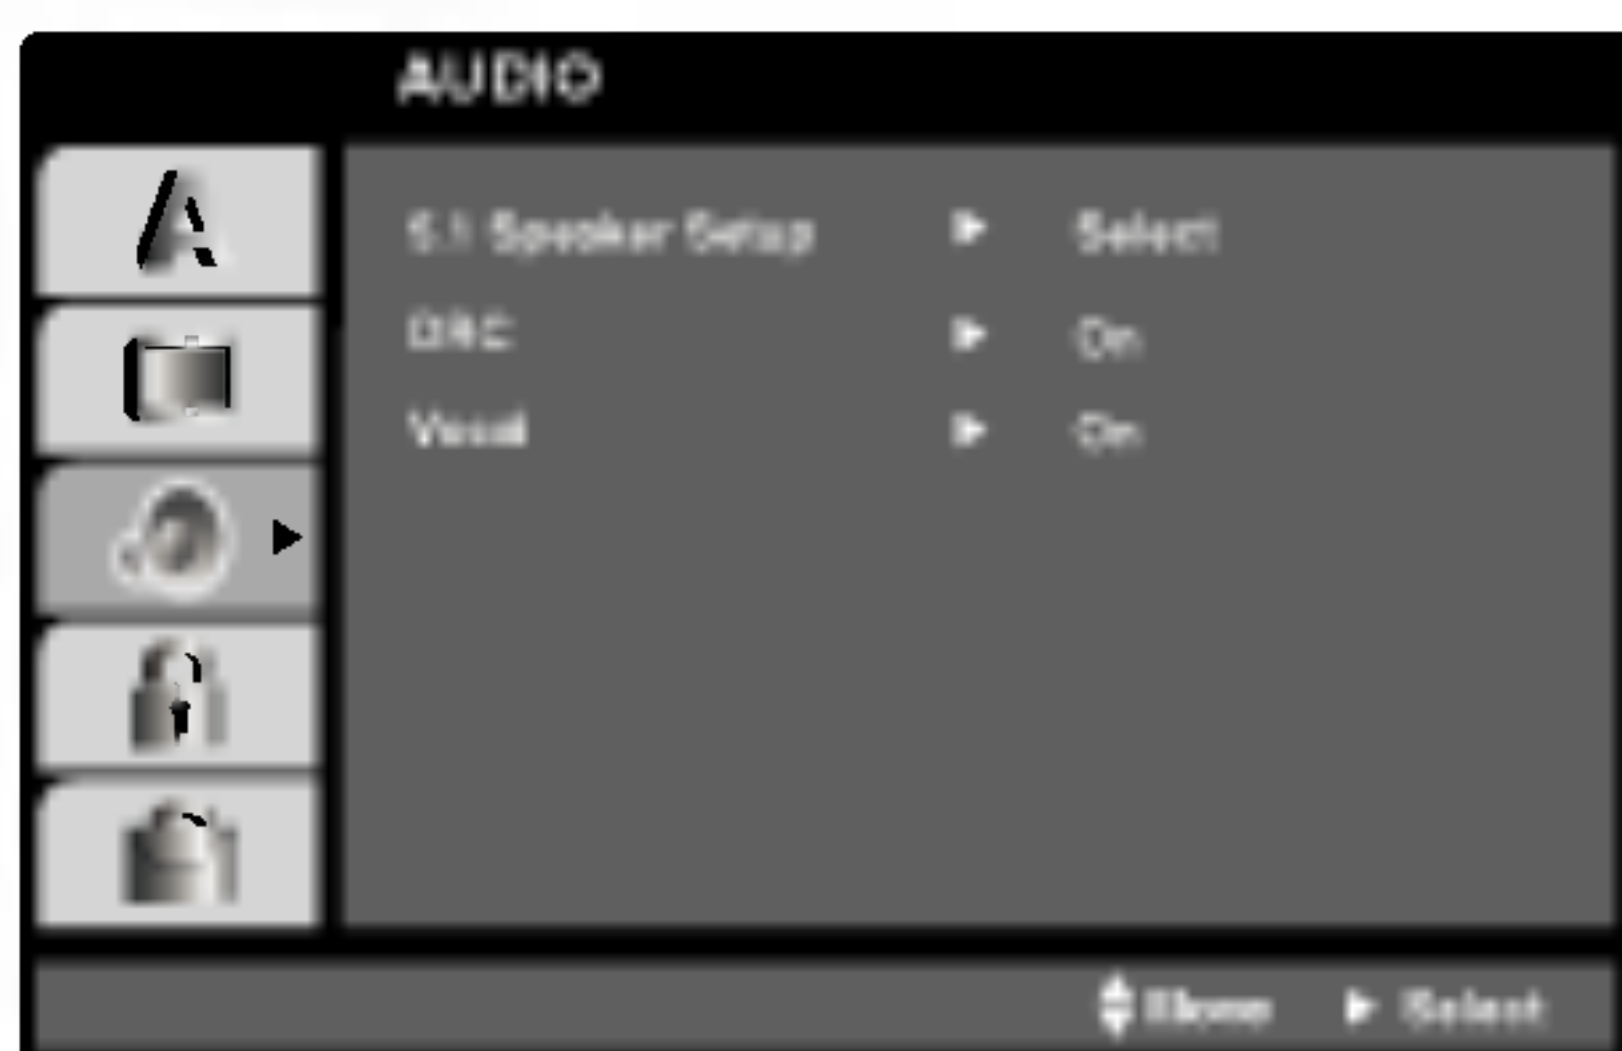 AUDIO
5.1 Speaker Setup ► Select
DRC ► On
Vocal ► On
Move ► Select